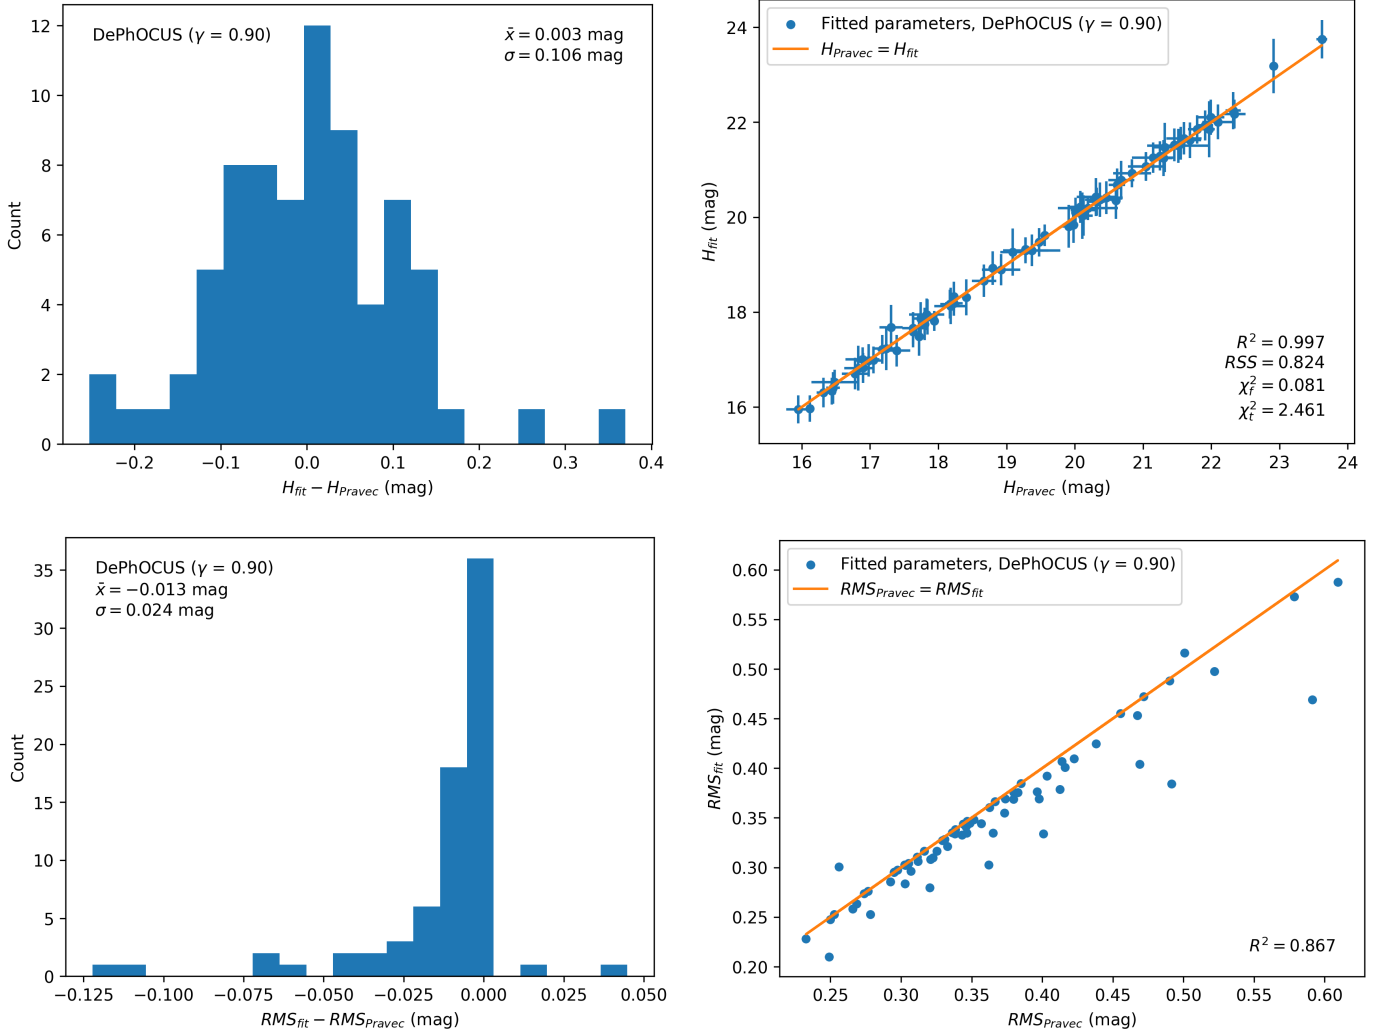 DePhOCUS (γ = 0.90)
x̄ = 0.003 mag
σ = 0.106 mag
12
10
8
6
4
2
0
Count
−0.2 −0.1 0.0 0.1 0.2 0.3 0.4
H_fit − H_Pravec (mag)
Fitted parameters, DePhOCUS (γ = 0.90)
H_Pravec = H_fit
24
22
20
18
16
H_fit (mag)
R² = 0.997
RSS = 0.824
χ²_f = 0.081
χ²_t = 2.461
16 17 18 19 20 21 22 23 24
H_Pravec (mag)
DePhOCUS (γ = 0.90)
x̄ = −0.013 mag
σ = 0.024 mag
35
30
25
20
15
10
5
0
Count
−0.125 −0.100 −0.075 −0.050 −0.025 0.000 0.025 0.050
RMS_fit − RMS_Pravec (mag)
Fitted parameters, DePhOCUS (γ = 0.90)
RMS_Pravec = RMS_fit
0.60
0.55
0.50
0.45
0.40
0.35
0.30
0.25
0.20
RMS_fit (mag)
R² = 0.867
0.25 0.30 0.35 0.40 0.45 0.50 0.55 0.60
RMS_Pravec (mag)